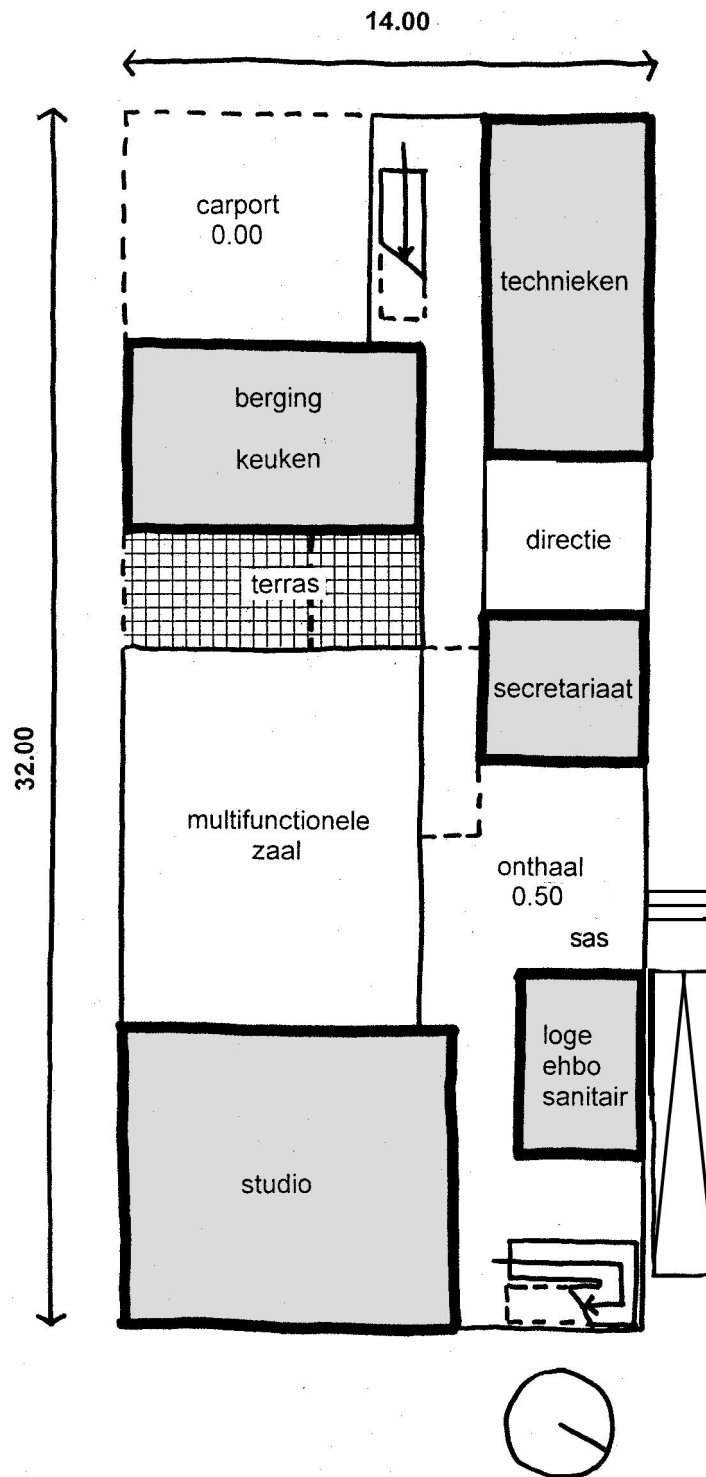 14.00
carport
0.00
technieken
berging
keuken
directie
terras
secretariaat
32.00
multifunctionele
zaal
onthaal
0.50
sas
loge
ehbo
sanitair
studio